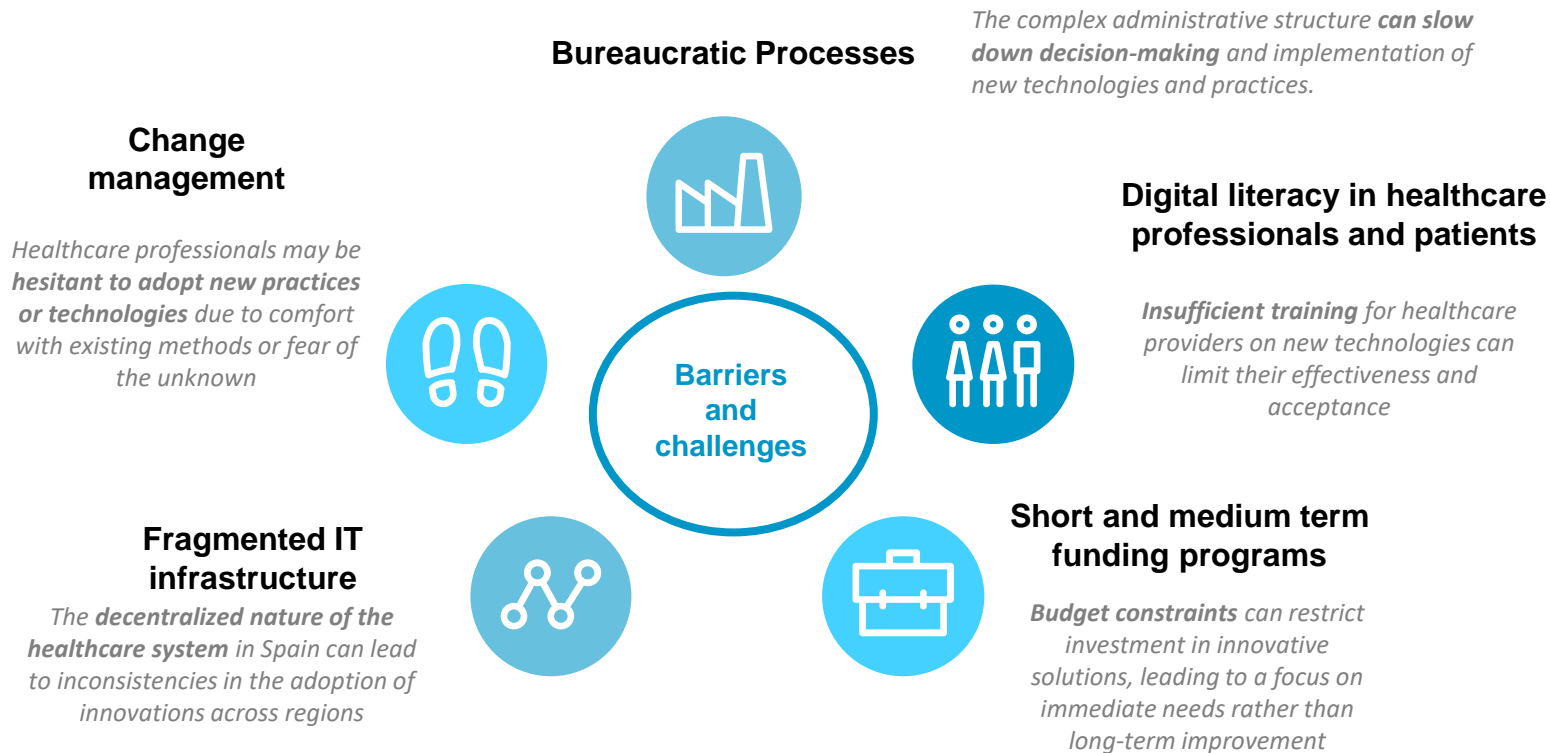 Bureaucratic Processes
The complex administrative structure can slow
down decision-making and implementation of
new technologies and practices.
Change
management
Healthcare professionals may be
hesitant to adopt new practices
or technologies due to comfort
with existing methods or fear of
the unknown
Digital literacy in healthcare
professionals and patients
Insufficient training for healthcare
providers on new technologies can
limit their effectiveness and
acceptance
Barriers
and
challenges
Fragmented IT
infrastructure
The decentralized nature of the
healthcare system in Spain can lead
to inconsistencies in the adoption of
innovations across regions
Short and medium term
funding programs
Budget constraints can restrict
investment in innovative
solutions, leading to a focus on
immediate needs rather than
long-term improvement